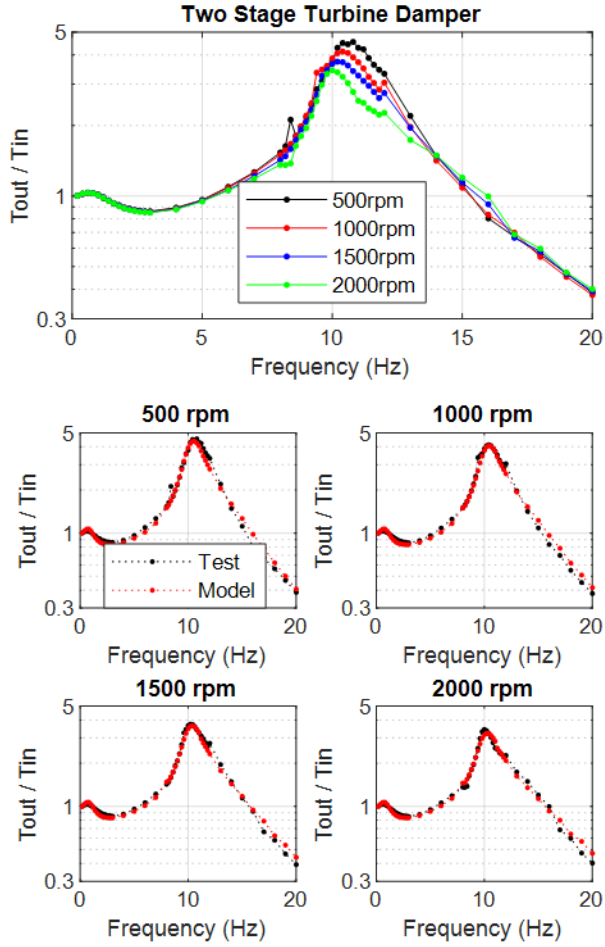 Two Stage Turbine Damper
Tout / Tin
5
1
0.3
500rpm
1000rpm
1500rpm
2000rpm
0 5 10 15 20
Frequency (Hz)
500 rpm
Tout / Tin
5
1
0.3
Test
Model
0 10 20
Frequency (Hz)
1000 rpm
Tout / Tin
5
1
0.3
0 10 20
Frequency (Hz)
1500 rpm
Tout / Tin
5
1
0.3
0 10 20
Frequency (Hz)
2000 rpm
Tout / Tin
5
1
0.3
0 10 20
Frequency (Hz)